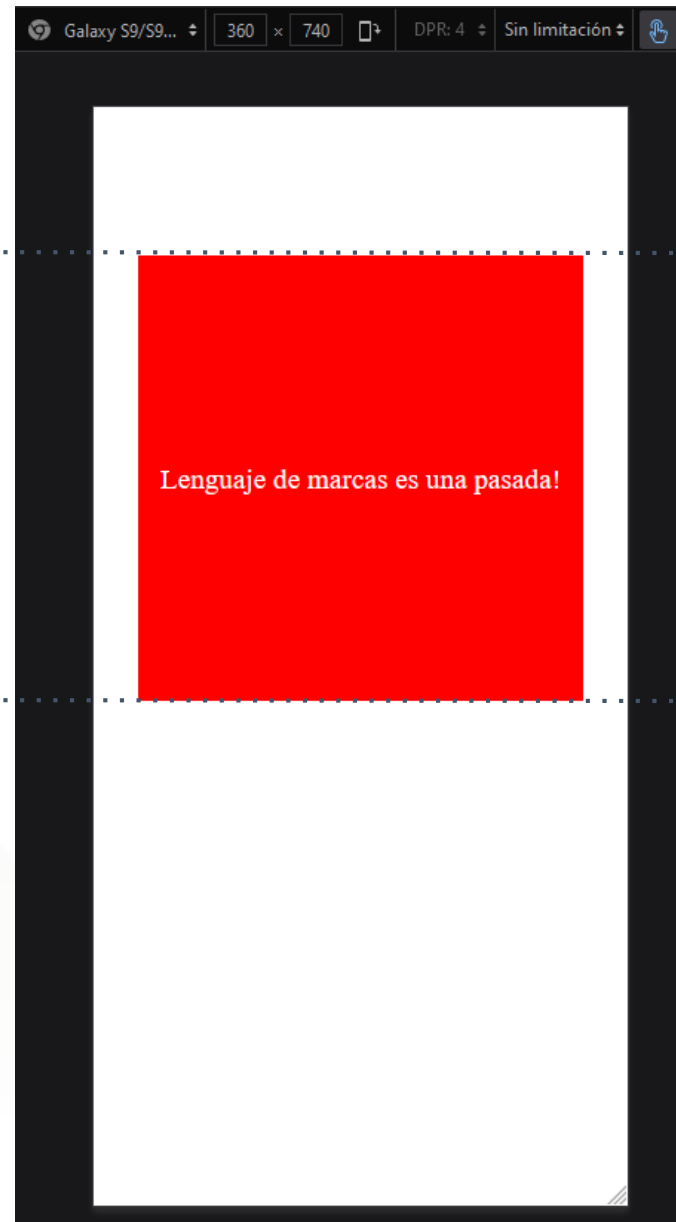 Galaxy S9/S9... 360 × 740 DPR: 4 Sin limitación
Lenguaje de marcas es una pasada!